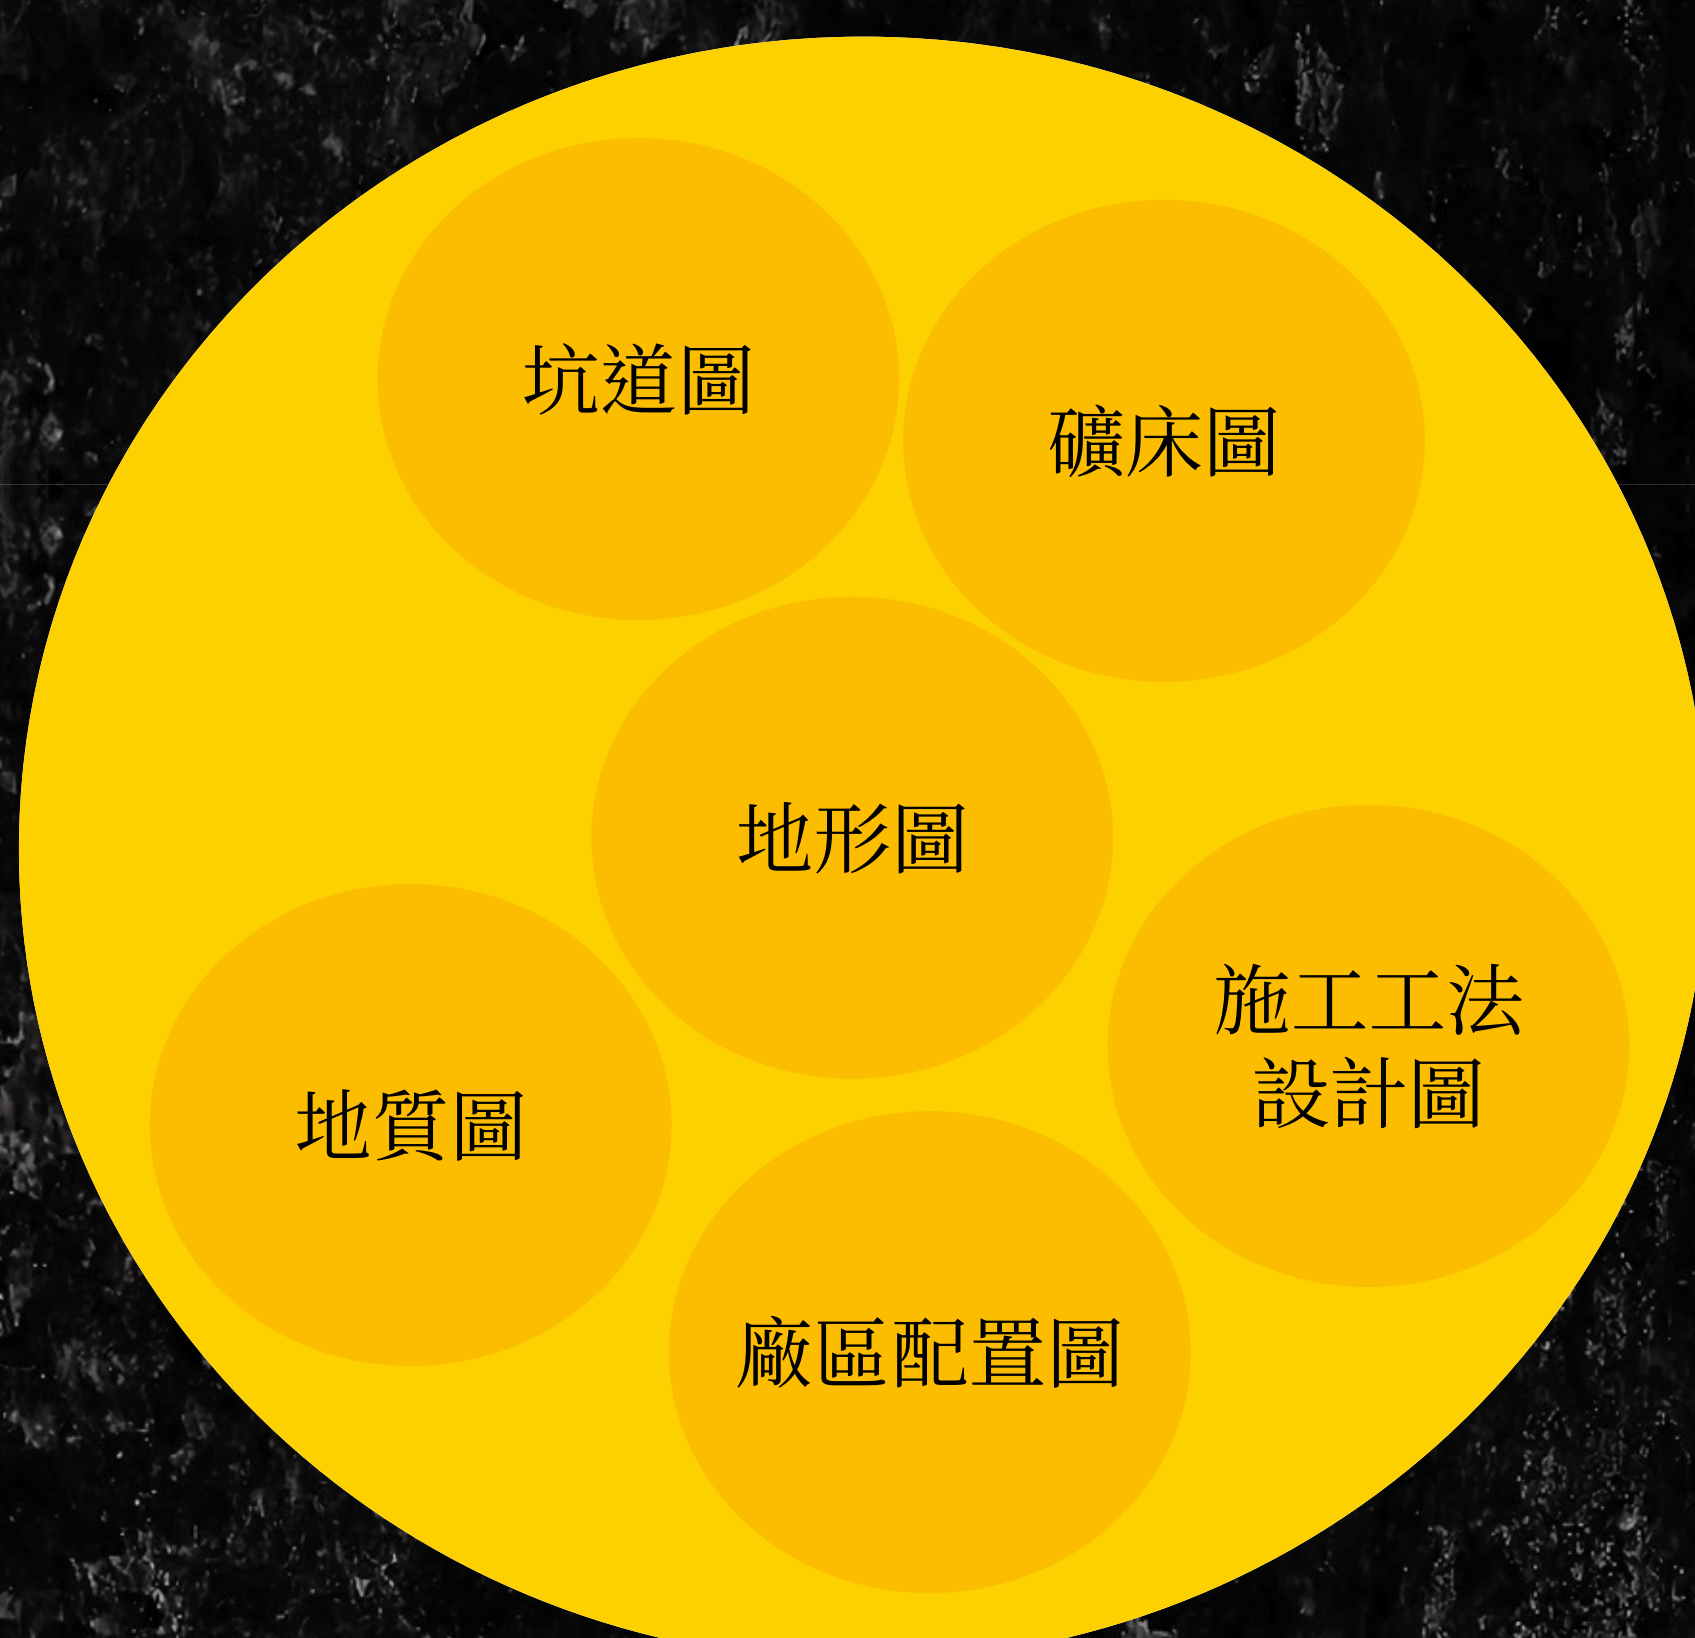 坑道圖
礦床圖
地形圖
施工工法
設計圖
地質圖
廠區配置圖